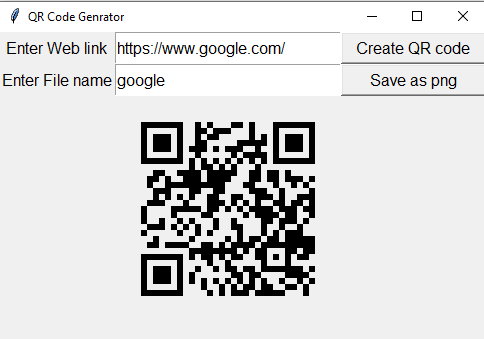 QR Code Genrator
Enter Web link https://www.google.com/ Create QR code
Enter File name google Save as png